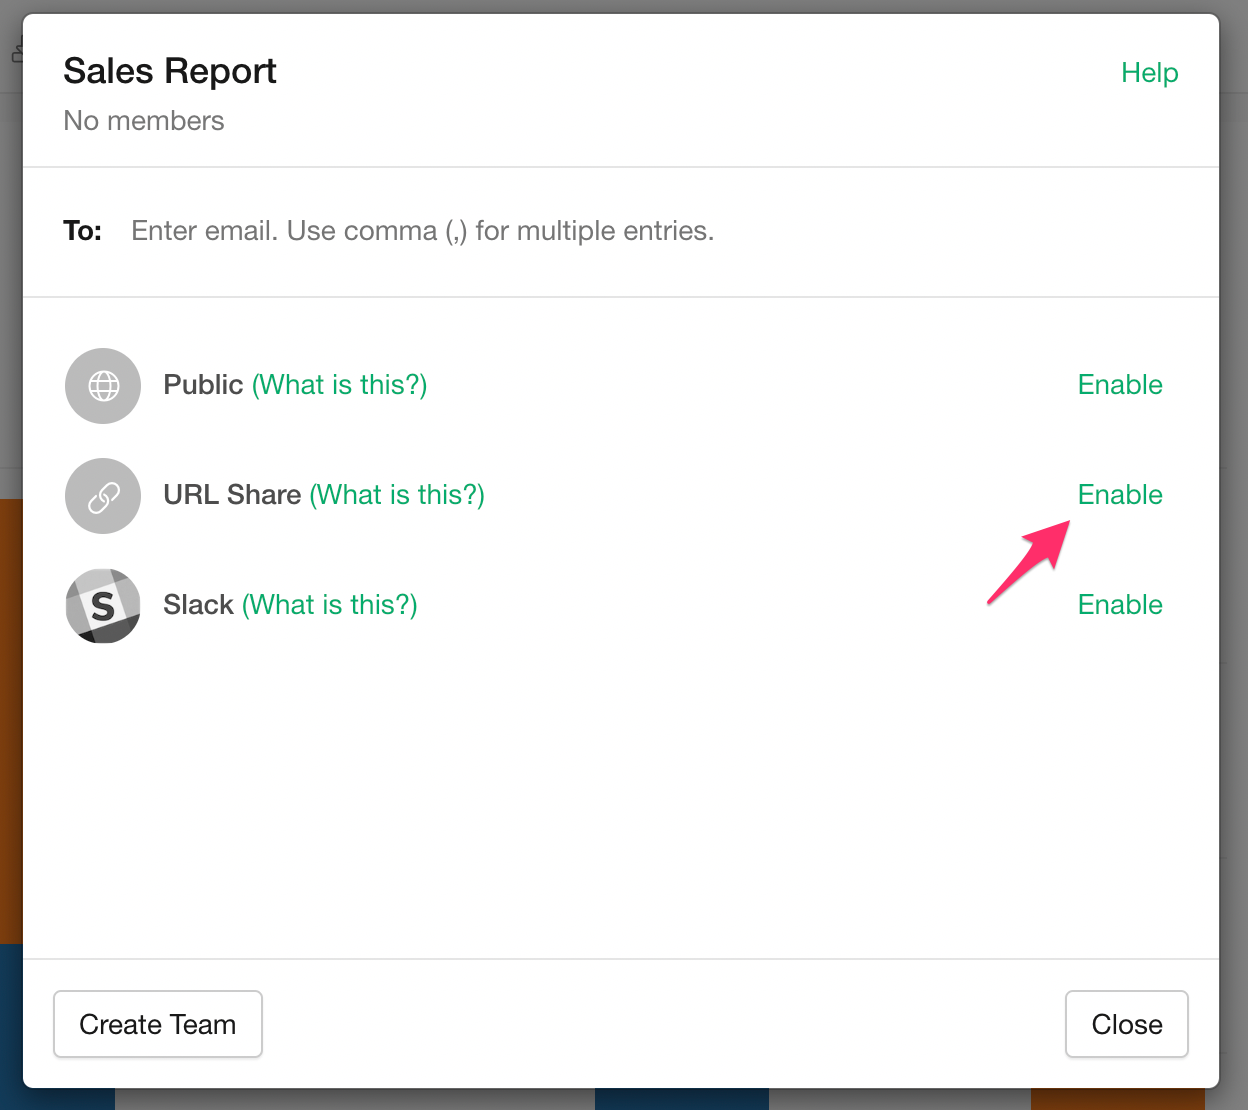 Sales Report
Help
No members
To: Enter email. Use comma (,) for multiple entries.
Public (What is this?) Enable
URL Share (What is this?) Enable
S Slack (What is this?) Enable
Create Team
Close